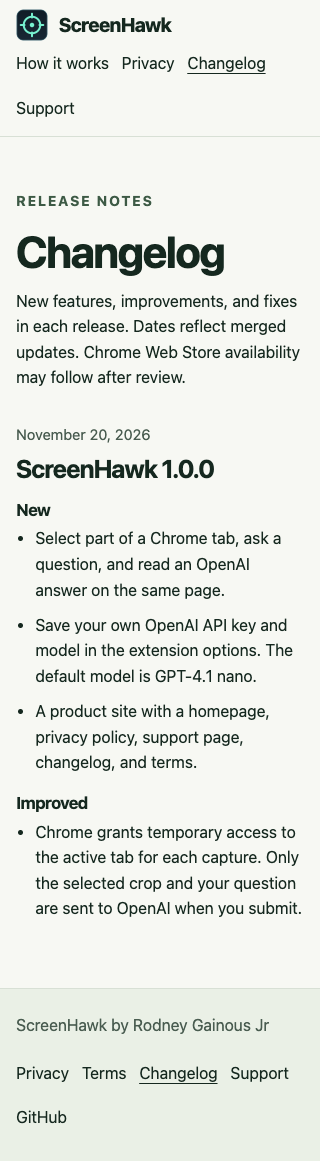 ScreenHawk
How it works Privacy Changelog
Support
RELEASE NOTES
Changelog
New features, improvements, and fixes
in each release. Dates reflect merged
updates. Chrome Web Store availability
may follow after review.
November 20, 2026
ScreenHawk 1.0.0
New
• Select part of a Chrome tab, ask a
question, and read an OpenAI
answer on the same page.
• Save your own OpenAI API key and
model in the extension options. The
default model is GPT-4.1 nano.
• A product site with a homepage,
privacy policy, support page,
changelog, and terms.
Improved
• Chrome grants temporary access to
the active tab for each capture. Only
the selected crop and your question
are sent to OpenAI when you submit.
ScreenHawk by Rodney Gainous Jr
Privacy Terms Changelog Support
GitHub